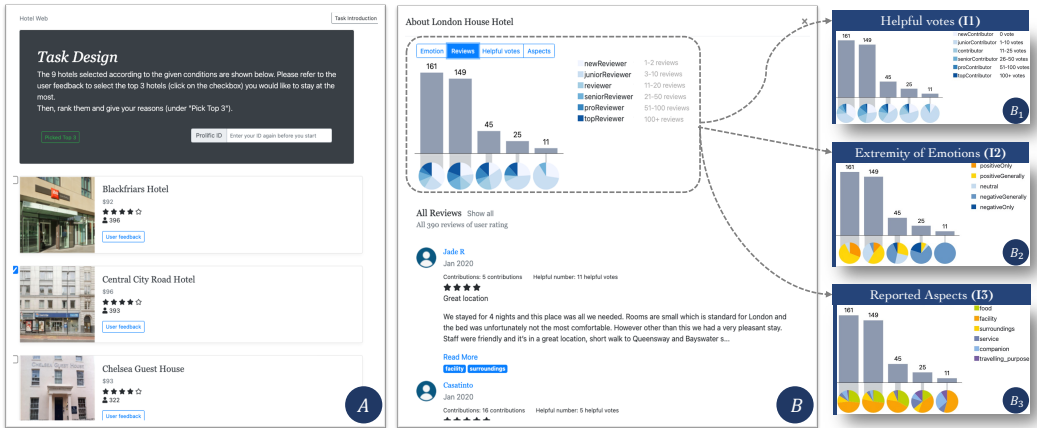 Hotel Web
Task Introduction
Task Design
The 9 hotels selected according to the given conditions are shown below. Please refer to the
user feedback to select the top 3 hotels (click on the checkbox) you would like to stay at the
most.
Then, rank them and give your reasons (under "Pick Top 3").
Picked Top 3
Prolific ID Enter your ID again before you start
Blackfriars Hotel
$92
396
User feedback
Central City Road Hotel
$96
393
User feedback
Chelsea Guest House
$93
322
User feedback
A
About London House Hotel
x
Emotion Reviews Helpful votes Aspects
161
149
45
25
11
newReviewer 1-2 reviews
juniorReviewer 3-10 reviews
reviewer 11-20 reviews
seniorReviewer 21-50 reviews
proReviewer 51-100 reviews
topReviewer 100+ reviews
All Reviews Show all
All 390 reviews of user rating
Jade R
Jan 2020
Contributions: 5 contributions Helpful number: 11 helpful votes
Great location
We stayed for 4 nights and this place was all we needed. Rooms are small which is standard for London and
the bed was unfortunately not the most comfortable. However other than this we had a very pleasant stay.
Staff were friendly and it's in a great location, short walk to Queensway and Bayswater s...
Read More
facility surroundings
Casatinto
Jan 2020
Contributions: 16 contributions Helpful number: 5 helpful votes
B
Helpful votes (I1)
161
149
45
25
11
newContributor 0 vote
juniorContributor 1-10 votes
contributor 11-25 votes
seniorContributor 26-50 votes
proContributor 51-100 votes
topContributor 100+ votes
B1
Extremity of Emotions (I2)
161
149
45
25
11
positiveOnly
positiveGenerally
neutral
negativeGenerally
negativeOnly
B2
Reported Aspects (I3)
161
149
45
25
11
food
facility
surroundings
service
companion
travelling_purpose
B3